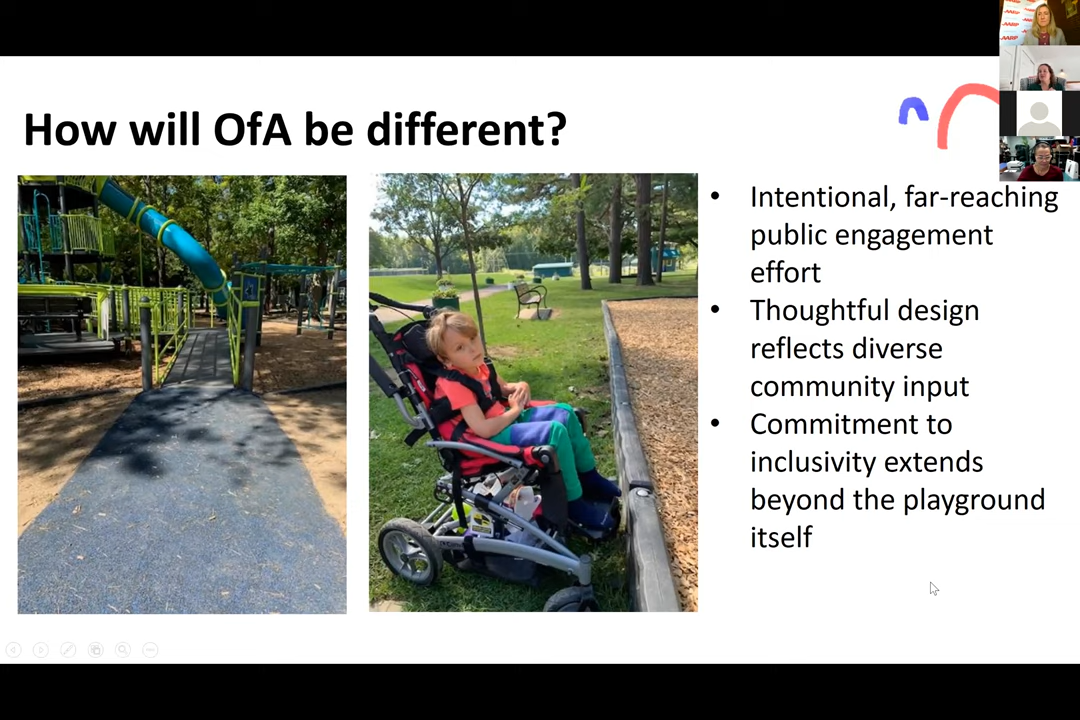 AARP
How will OfA be different?
• Intentional, far-reaching
public engagement
effort
• Thoughtful design
reflects diverse
community input
• Commitment to
inclusivity extends
beyond the playground
itself